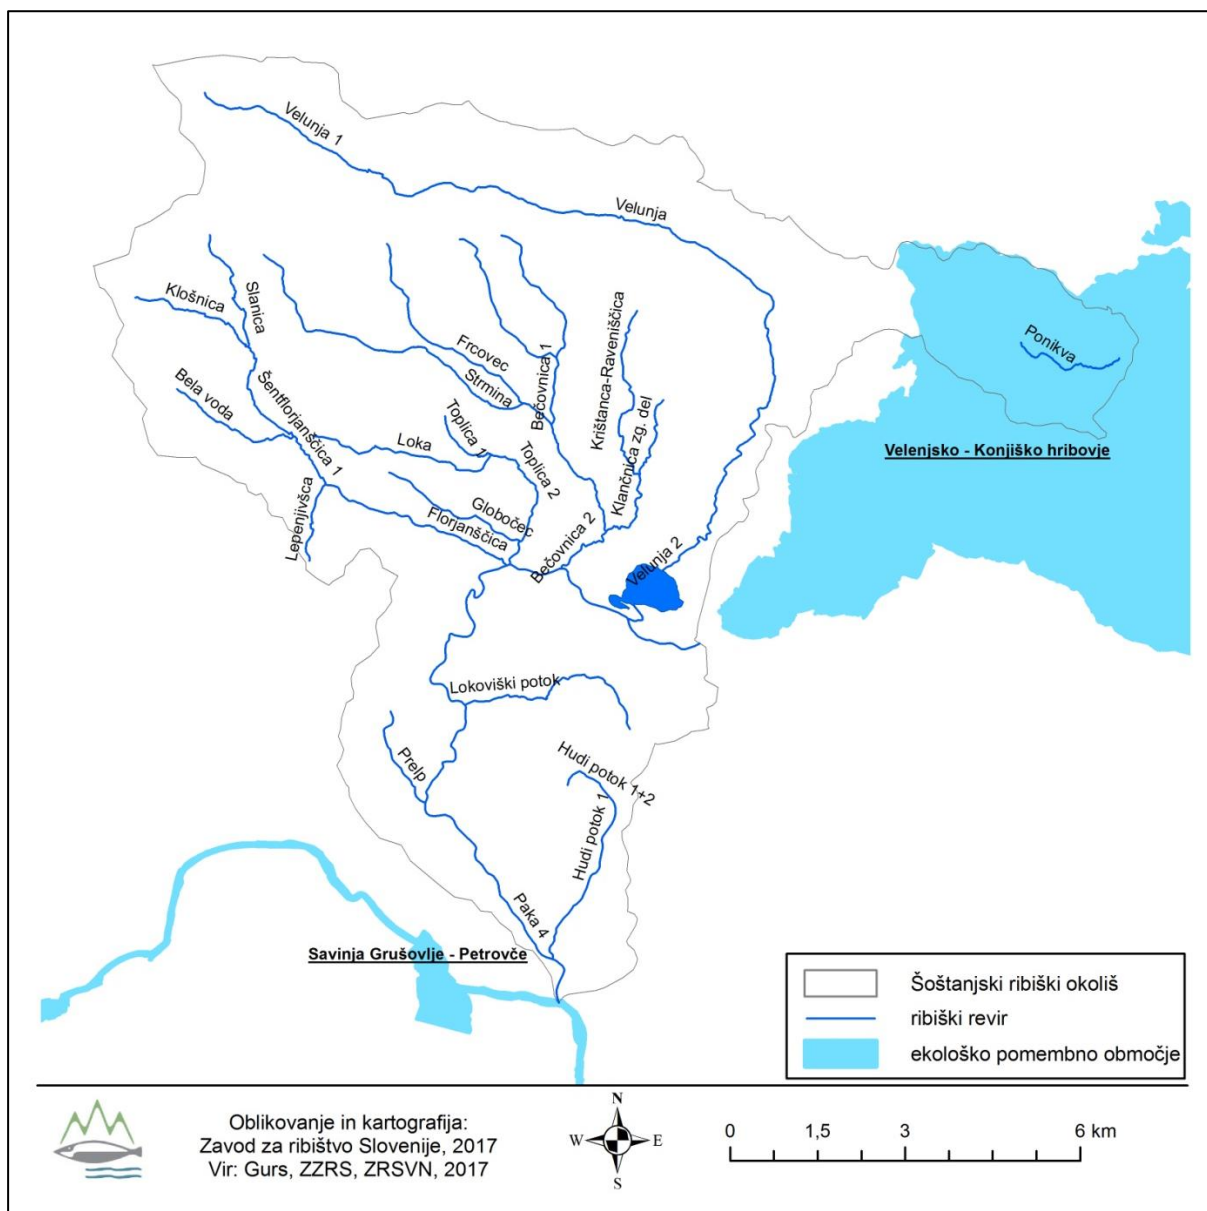 Velunja 1
Velunja
Slanica
Klošnica
Ponikva
Frcovec
Bečovnica 1
Krištanca-Raveniščica
Strmina
Bela voda
Šentflorjanščica 1
Toplica 1
Loka
Toplica 2
Klančnica zg. del
Velenjsko - Konjiško hribovje
Lepenjivšca
Globočec
Florjanščica
Bečovnica 2
Velunja 2
Lokoviški potok
Prelp
Hudi potok 1+2
Hudi potok 1
Paka 4
Savinja Grušovlje - Petrovče
Šoštanjski ribiški okoliš
ribiški revir
ekološko pomembno območje
Oblikovanje in kartografija:
Zavod za ribištvo Slovenije, 2017
Vir: Gurs, ZZRS, ZRSVN, 2017
N
W E
S
0 1,5 3 6 km